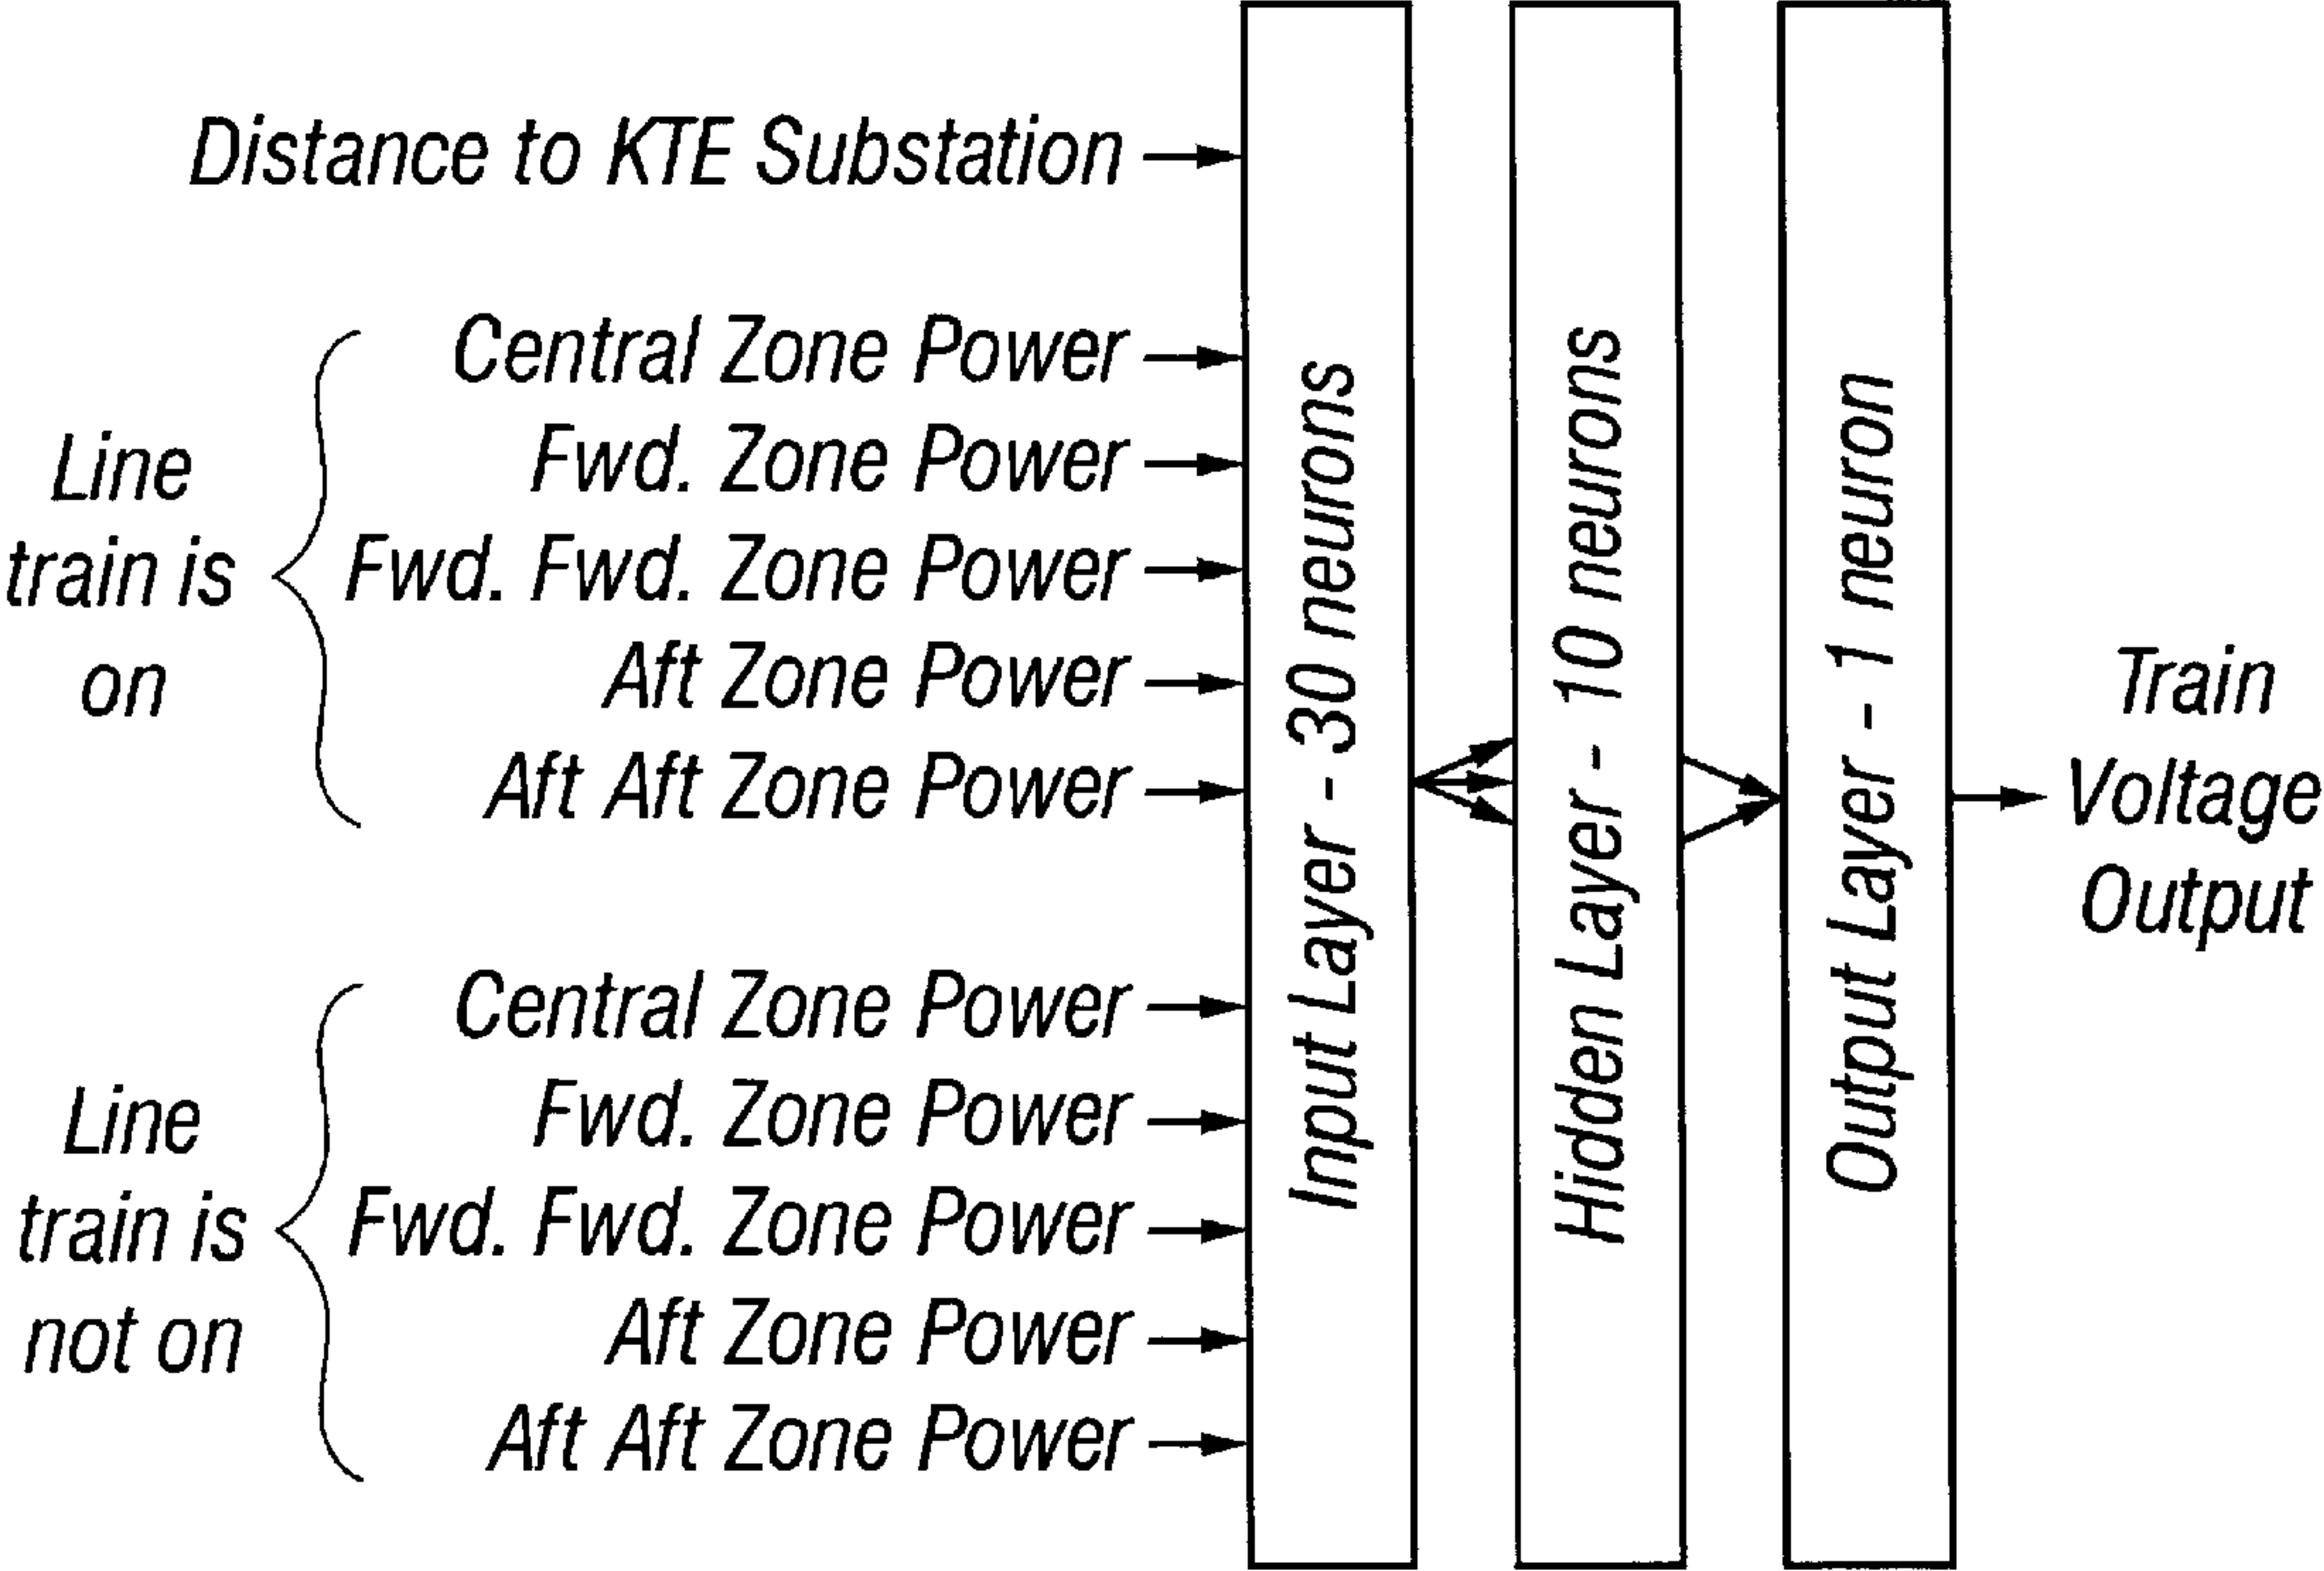 Distance to KTE Substation
Line
train is
on
Central Zone Power
Fwd. Zone Power
Fwd. Fwd. Zone Power
Aft Zone Power
Aft Aft Zone Power
Line
train is
not on
Central Zone Power
Fwd. Zone Power
Fwd. Fwd. Zone Power
Aft Zone Power
Aft Aft Zone Power
Input Layer - 30 neurons
Hidden Layer - 10 neurons
Output Layer - 1 neuron
Train
Voltage
Output